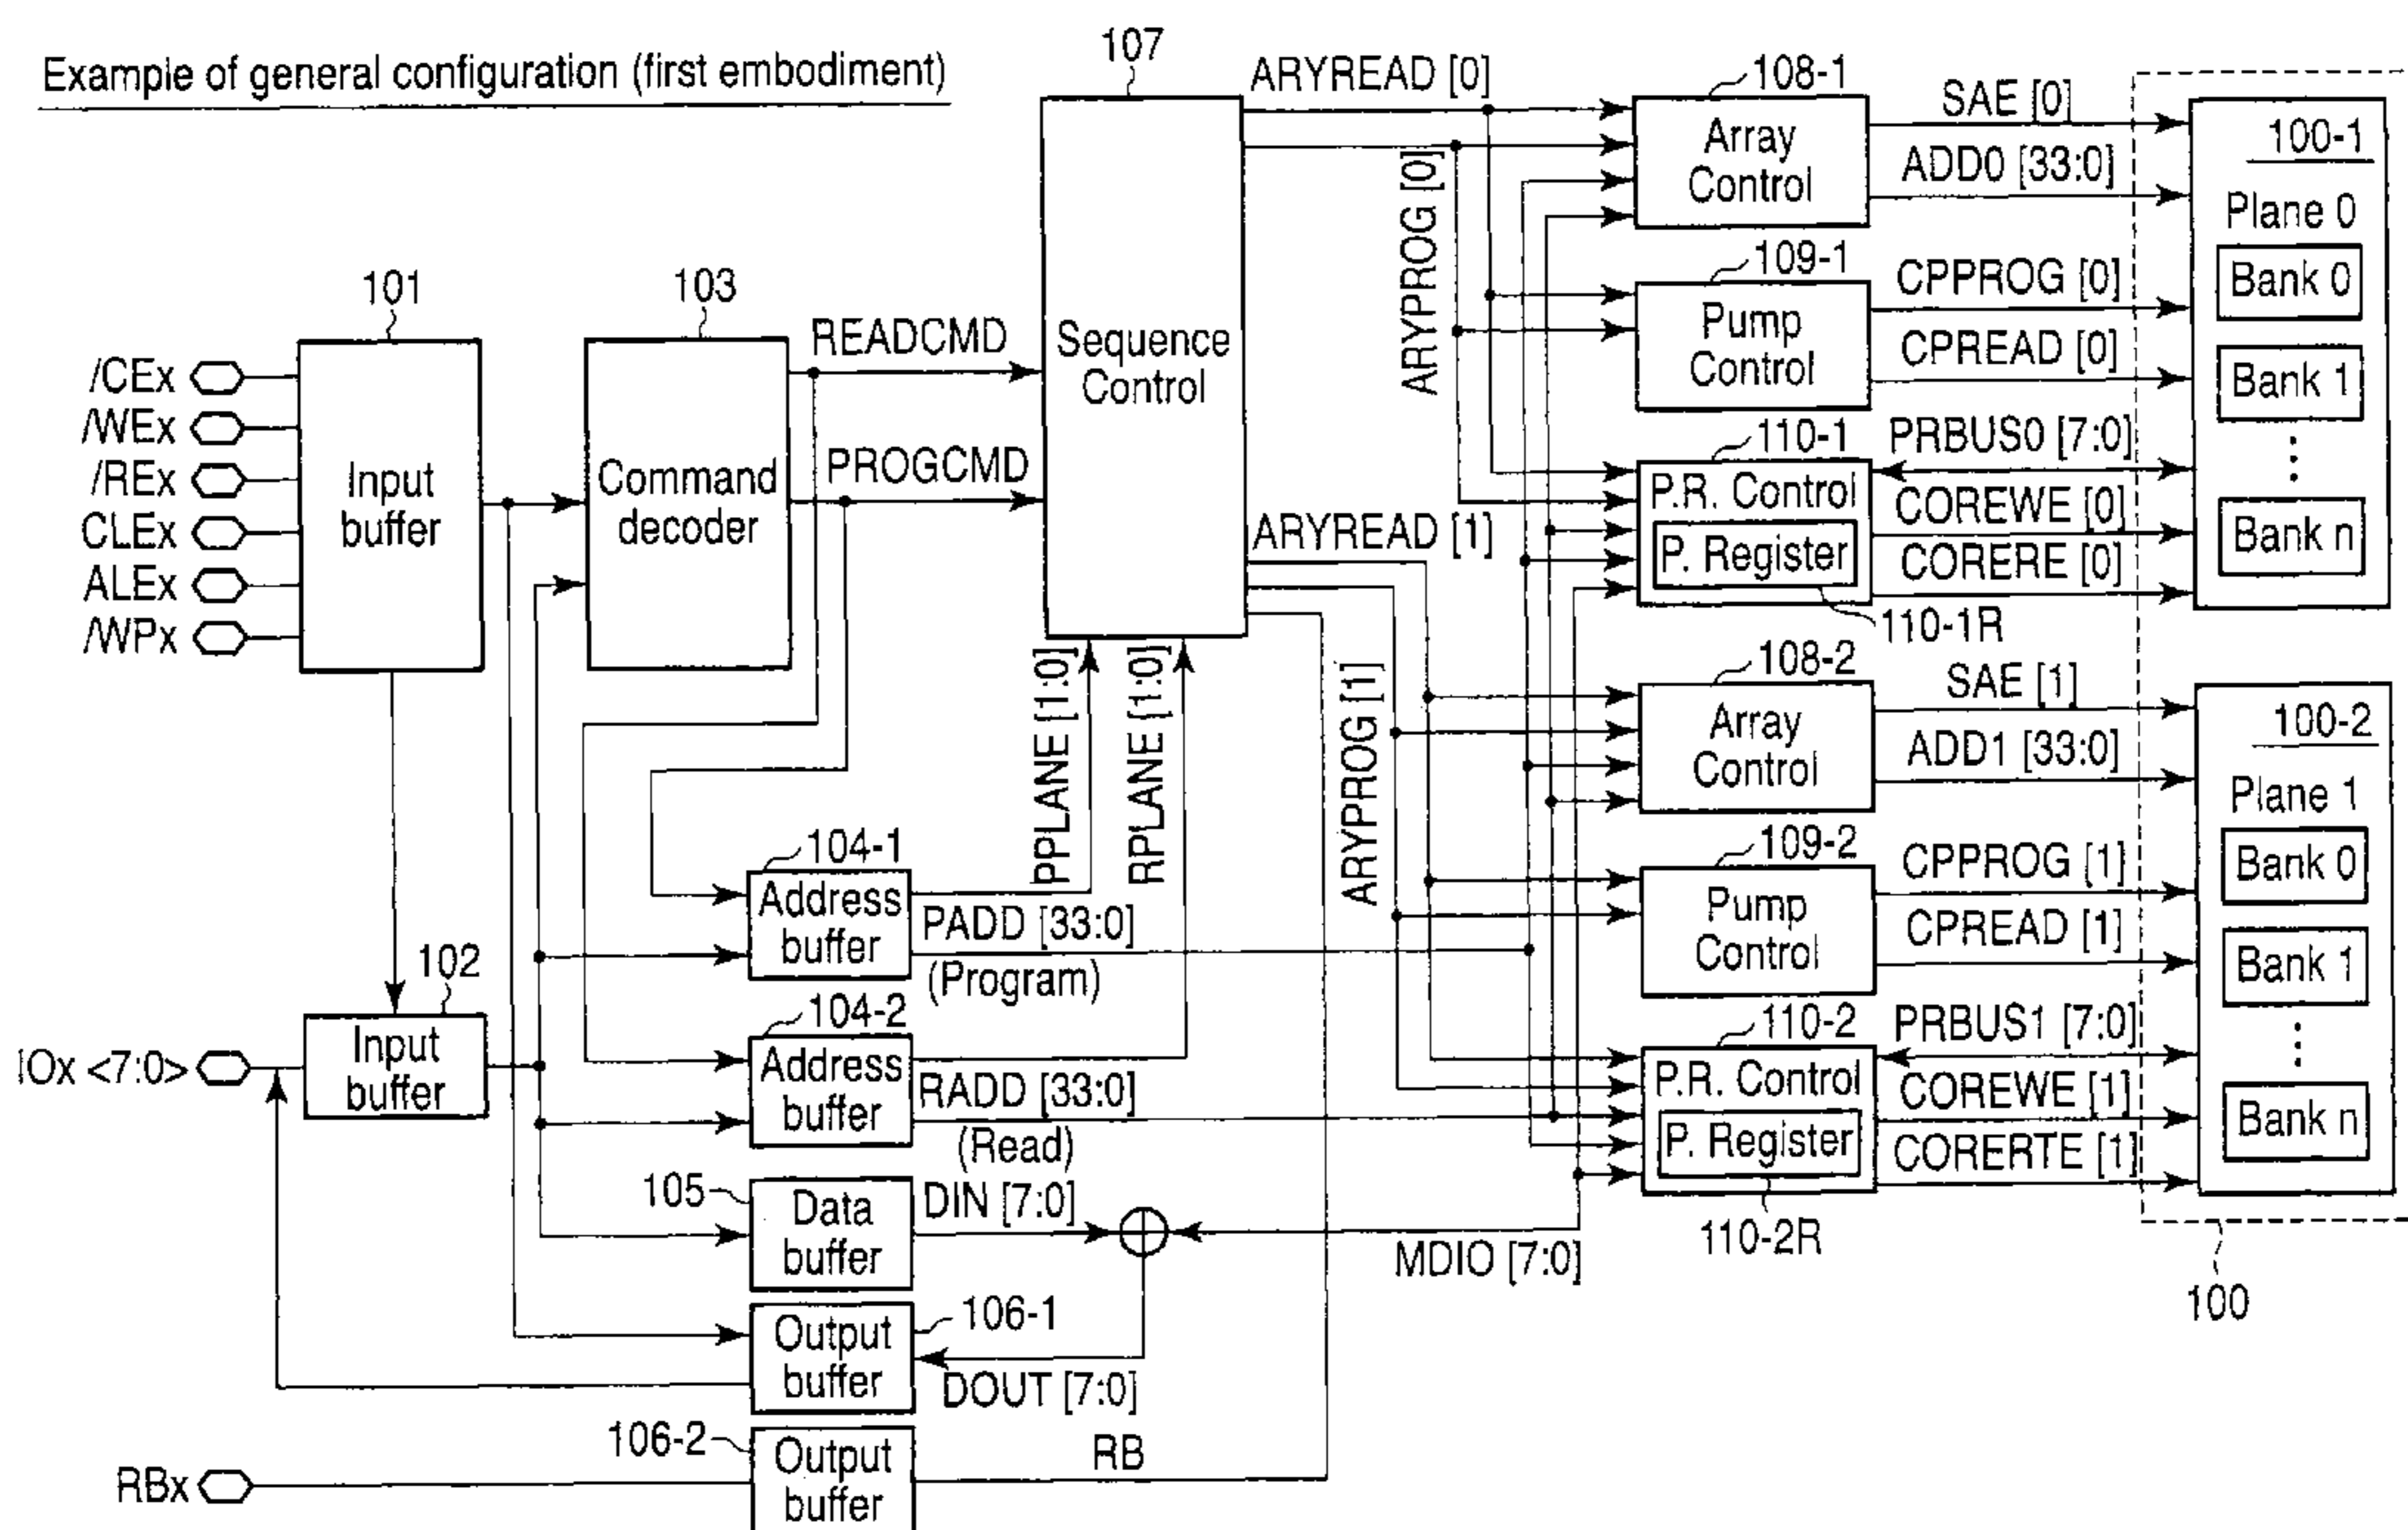 Example of general configuration (first embodiment)
107
ARYREAD [0]
ARYPROG [0]
108-1
Array
Control
SAE [0]
ADD0 [33:0]
100-1
Plane 0
Bank 0
Bank 1
Bank n
109-1
Pump
Control
CPPROG [0]
CPREAD [0]
110-1
P.R. Control
P. Register
110-1R
PRBUS0 [7:0]
COREWE [0]
CORERE [0]
101
Input
buffer
/CEx
/WEx
/REx
CLEx
ALEx
/WPx
103
Command
decoder
READCMD
PROGCMD
Sequence
Control
ARYREAD [1]
ARYPROG [1]
PPLANE [1:0]
RPLANE [1:0]
108-2
Array
Control
SAE [1]
ADD1 [33:0]
100-2
Plane 1
Bank 0
Bank 1
Bank n
109-2
Pump
Control
CPPROG [1]
CPREAD [1]
110-2
P.R. Control
P. Register
110-2R
PRBUS1 [7:0]
COREWE [1]
CORERTE [1]
100
104-1
Address
buffer
PADD [33:0]
(Program)
102
Input
buffer
IOx <7:0>
104-2
Address
buffer
RADD [33:0]
(Read)
105
Data
buffer
DIN [7:0]
MDIO [7:0]
106-1
Output
buffer
DOUT [7:0]
106-2
Output
buffer
RB
RBx